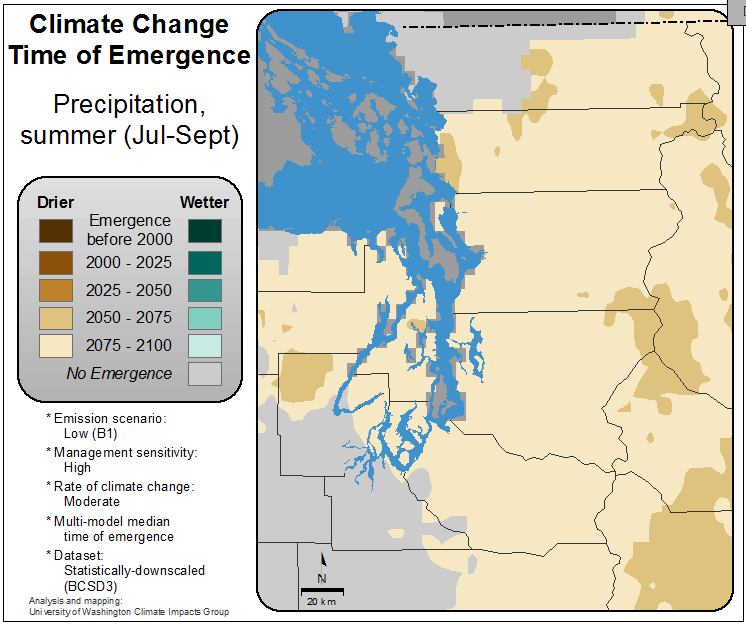 Climate Change
Time of Emergence
Precipitation,
summer (Jul-Sept)
Drier Wetter
Emergence
before 2000
2000 - 2025
2025 - 2050
2050 - 2075
2075 - 2100
No Emergence
* Emission scenario:
Low (B1)
* Management sensitivity:
High
* Rate of climate change:
Moderate
* Multi-model median
time of emergence
* Dataset:
Statistically-downscaled
(BCSD3)
Analysis and mapping:
University of Washington Climate Impacts Group
N
20 km